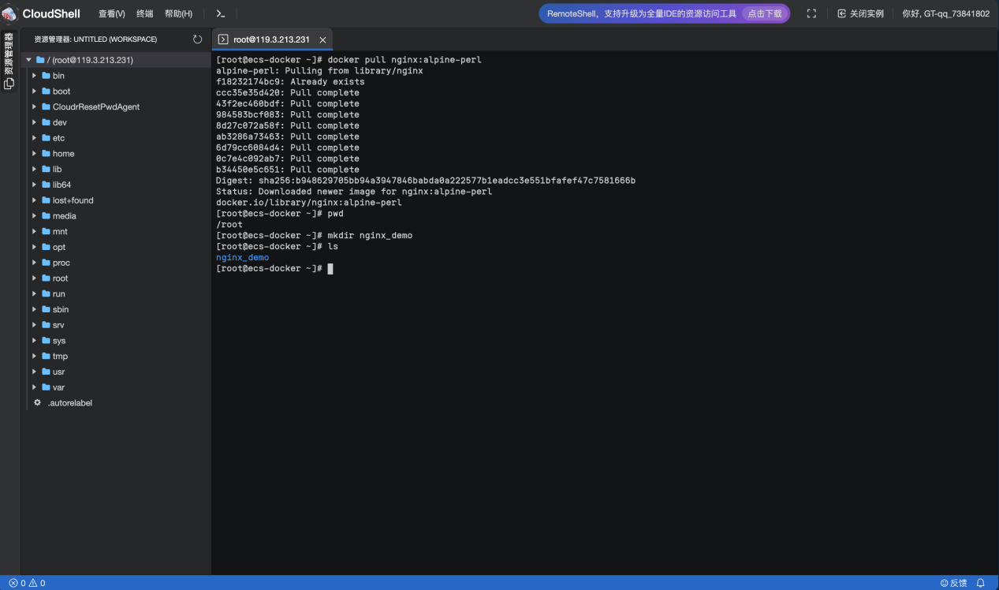 CloudShell 查看(V) 终端 帮助(H) RemoteShell，支持升级为全量IDE的资源访问工具 点击下载 关闭实例 你好, GT-qq_73841802
资源管理器
资源管理器: UNTITLED (WORKSPACE)
/ (root@119.3.213.231)
bin
boot
CloudrResetPwdAgent
dev
etc
home
lib
lib64
lost+found
media
mnt
opt
proc
root
run
sbin
srv
sys
tmp
usr
var
.autorelabel
root@119.3.213.231
[root@ecs-docker ~]# docker pull nginx:alpine-perl
alpine-perl: Pulling from library/nginx
f18232174bc9: Already exists
ccc35e35d420: Pull complete
43f2ec460bdf: Pull complete
984583bcf083: Pull complete
8d27c072a58f: Pull complete
ab3286a73463: Pull complete
6d79cc6084d4: Pull complete
0c7e4c092ab7: Pull complete
b34450e5c651: Pull complete
Digest: sha256:b948629705bb94a3947846babda0a222577b1eadcc3e551bfafef47c7581666b
Status: Downloaded newer image for nginx:alpine-perl
docker.io/library/nginx:alpine-perl
[root@ecs-docker ~]# pwd
/root
[root@ecs-docker ~]# mkdir nginx_demo
[root@ecs-docker ~]# ls
nginx_demo
[root@ecs-docker ~]#
0 0 反馈